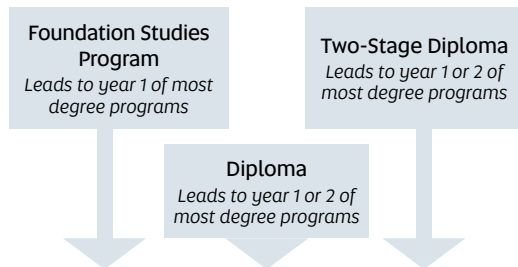 Foundation Studies
Program
Leads to year 1 of most
degree programs
Two-Stage Diploma
Leads to year 1 or 2 of
most degree programs
Diploma
Leads to year 1 or 2 of
most degree programs